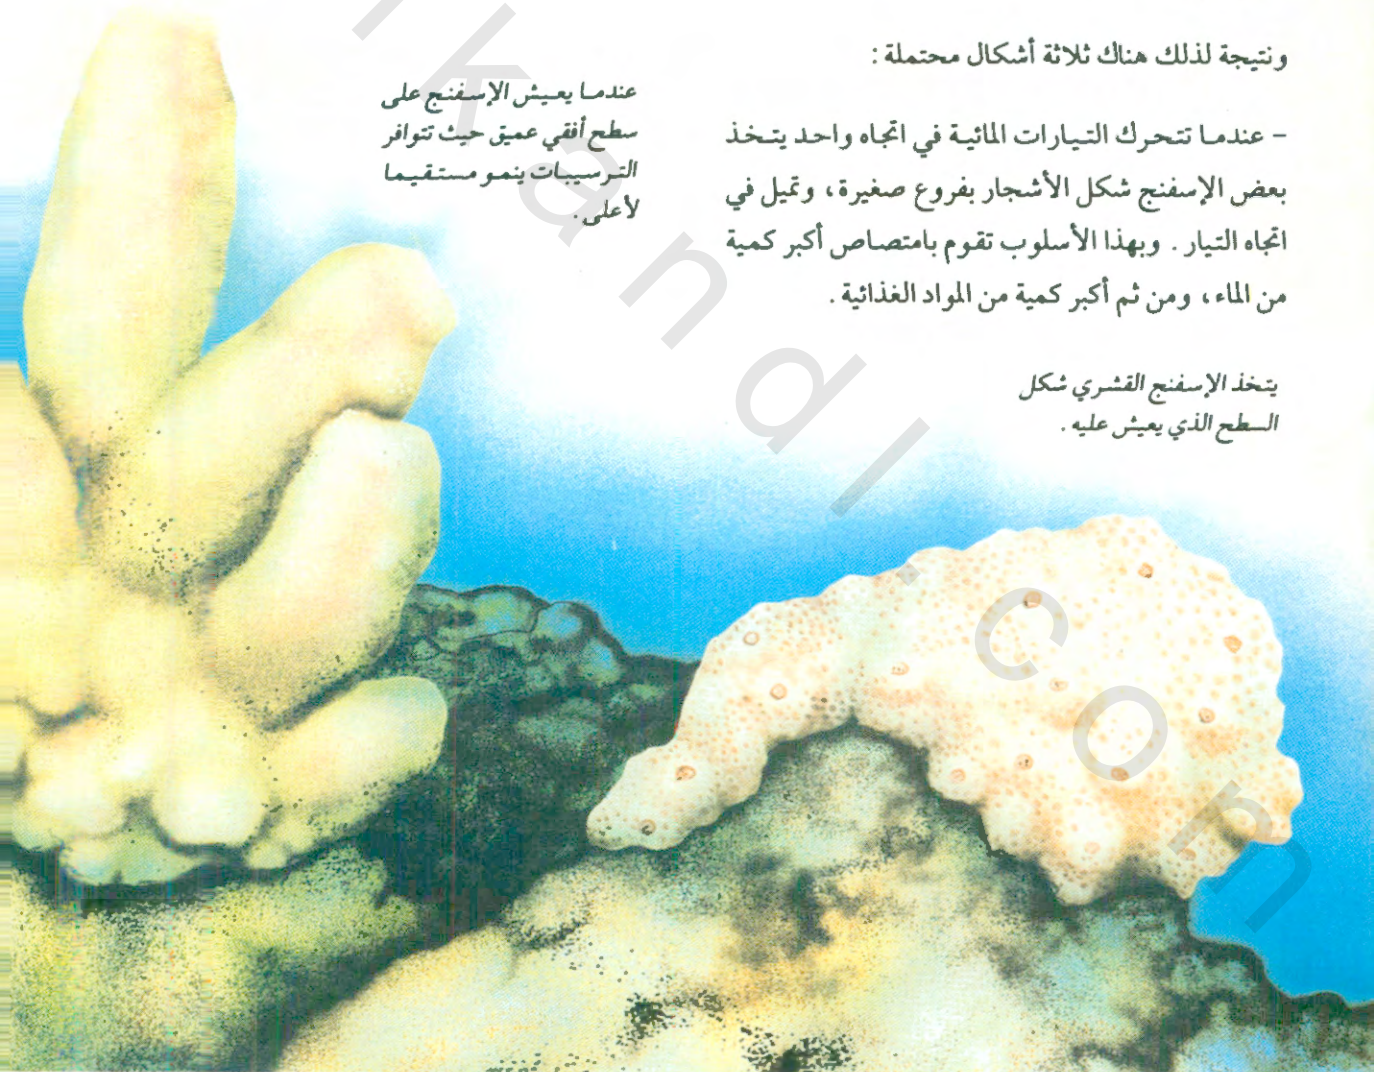 ونتيجة لذلك هناك ثلاثة أشكال محتملة :
– عندما تتحرك التيارات المائية في اتجاه واحد يتخذ
بعض الإسفنج شكل الأشجار بفروع صغيرة ، وتميل في
اتجاه التيار . وبهذا الأسلوب تقوم بامتصاص أكبر كمية
من الماء ، ومن ثم أكبر كمية من المواد الغذائية .
عندما يعيش الإسفنج على
سطح أفقي عميق حيث تتوافر
الترسيبات ينمو مستقيما
لأعلى .
يتخذ الإسفنج القشري شكل
السطح الذي يعيش عليه .